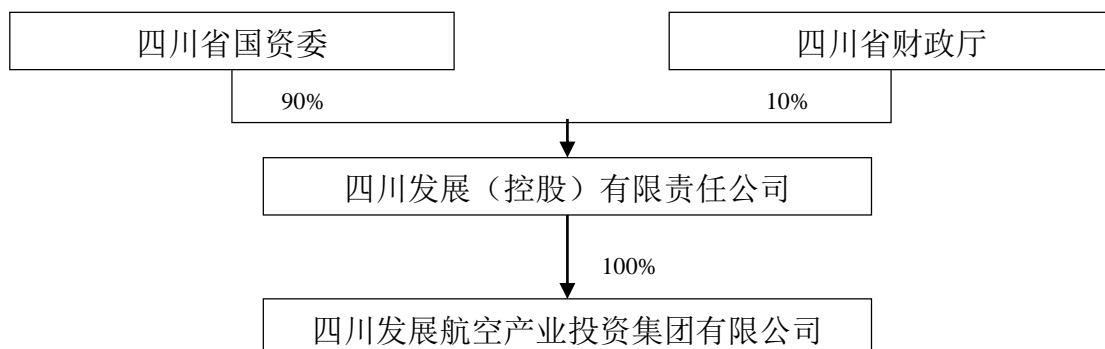 四川省国资委
四川省财政厅
90%
10%
四川发展（控股）有限责任公司
100%
四川发展航空产业投资集团有限公司